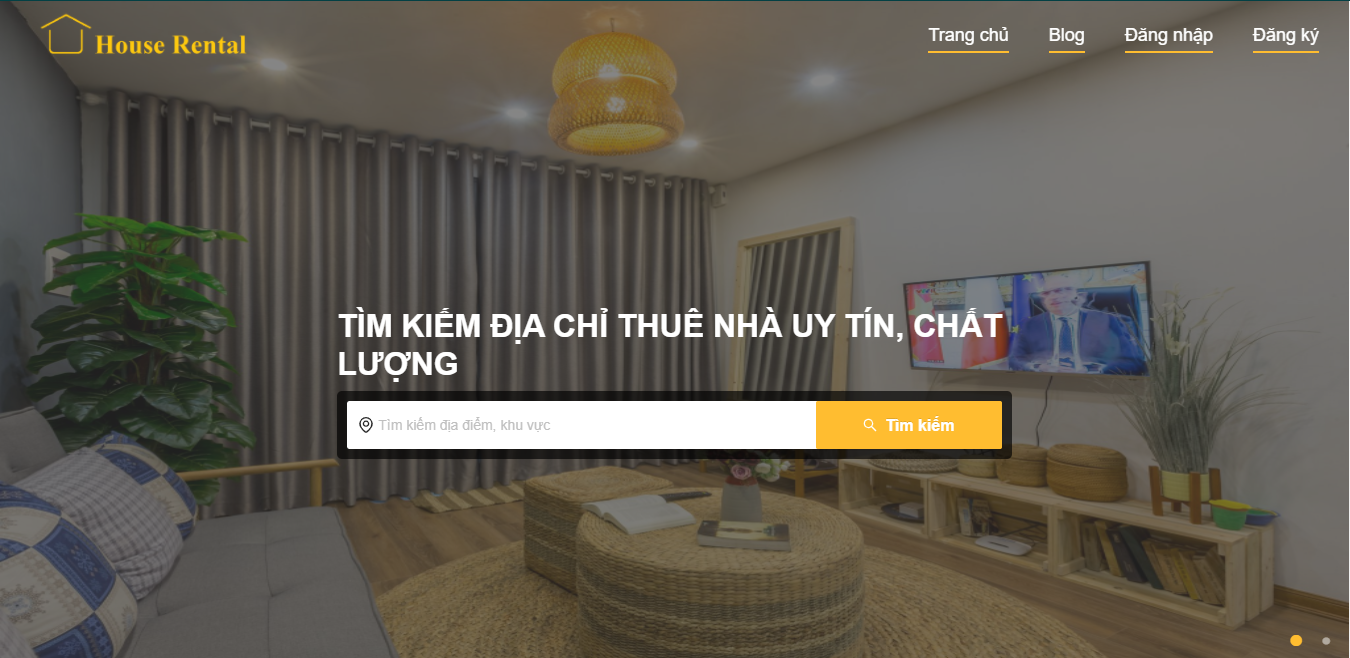 House Rental
Trang chủ
Blog
Đăng nhập
Đăng ký
TÌM KIẾM ĐỊA CHỈ THUÊ NHÀ UY TÍN, CHẤT
LƯỢNG
Tìm kiếm địa điểm, khu vực
Tìm kiếm